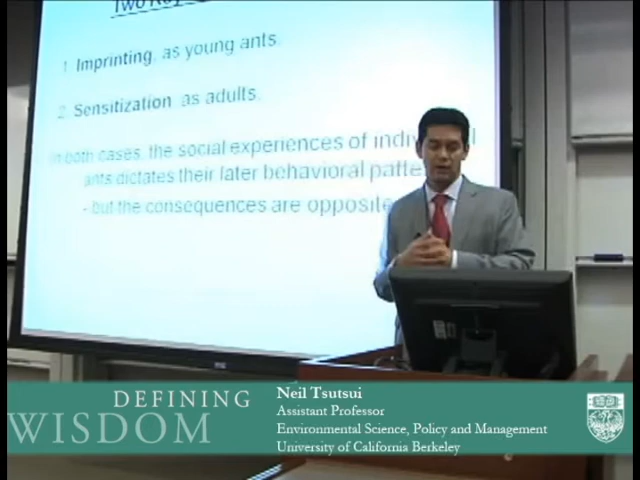 Two
1. Imprinting, as young ants.
2. Sensitization, as adults.
In both cases, the social experiences of
ants dictates their later behavioral
- but the consequences are opposite
DEFINING
WISDOM
Neil Tsutsui
Assistant Professor
Environmental Science, Policy and Management
University of California Berkeley